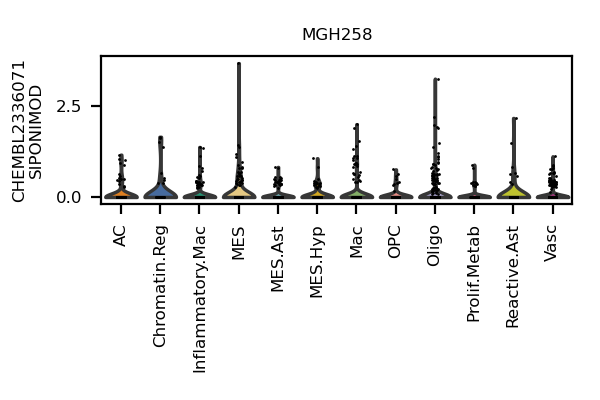 MGH258
CHEMBL2336071
SIPONIMOD
2.5
0.0
AC
Chromatin.Reg
Inflammatory.Mac
MES
MES.Ast
MES.Hyp
Mac
OPC
Oligo
Prolif.Metab
Reactive.Ast
Vasc